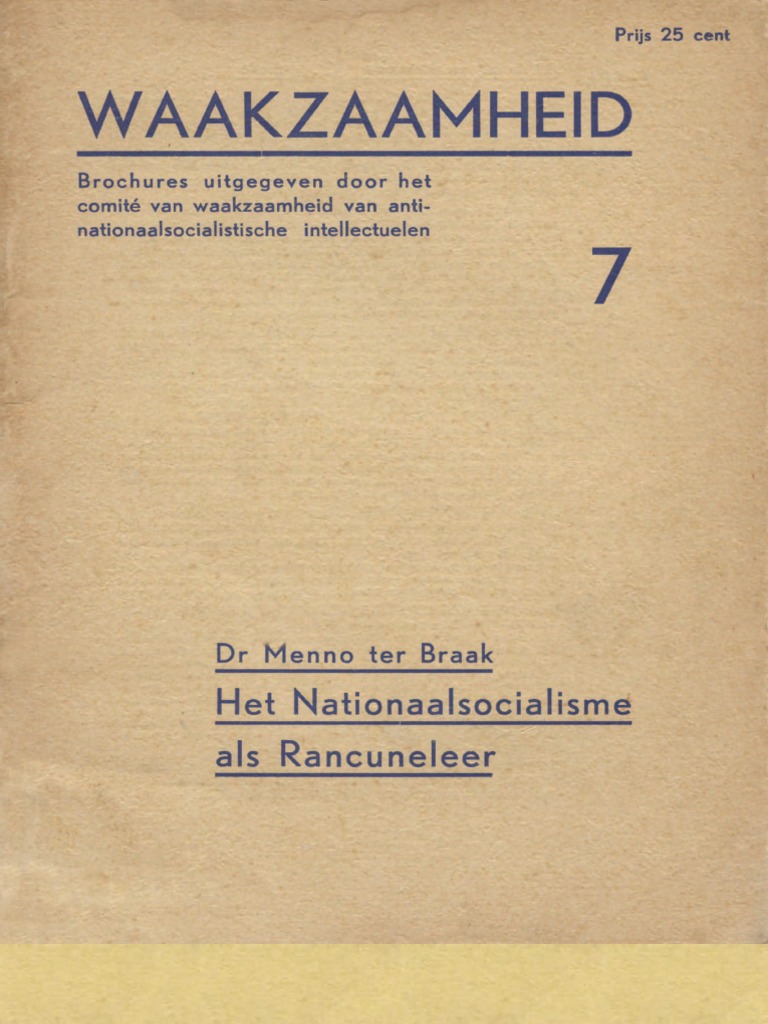 Prijs 25 cent
WAAKZAAMHEID
Brochures uitgegeven door het
comité van waakzaamheid van anti-
nationaalsocialistische intellectuelen
7
Dr Menno ter Braak
Het Nationaalsocialisme
als Rancuneleer